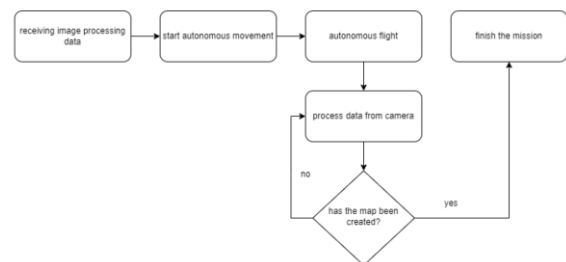 receiving image processing
data
start autonomous movement
autonomous flight
finish the mission
process data from camera
no
has the map been
created?
yes